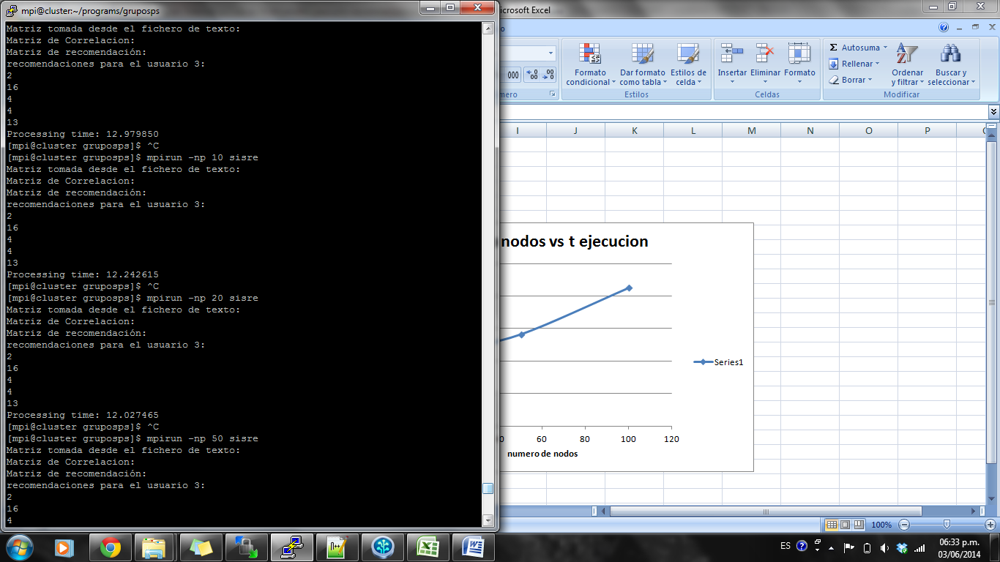 mpi@cluster:~/programs/gruposps
Matriz tomada desde el fichero de texto:
Matriz de Correlacion:
Matriz de recomendación:
recomendaciones para el usuario 3:
2
16
4
4
13
Processing time: 12.979850
[mpi@cluster gruposps]$ ^C
[mpi@cluster gruposps]$ mpirun -np 10 sisre
Matriz tomada desde el fichero de texto:
Matriz de Correlacion:
Matriz de recomendación:
recomendaciones para el usuario 3:
2
16
4
4
13
Processing time: 12.242615
[mpi@cluster gruposps]$ ^C
[mpi@cluster gruposps]$ mpirun -np 20 sisre
Matriz tomada desde el fichero de texto:
Matriz de Correlacion:
Matriz de recomendación:
recomendaciones para el usuario 3:
2
16
4
4
13
Processing time: 12.027465
[mpi@cluster gruposps]$ ^C
[mpi@cluster gruposps]$ mpirun -np 50 sisre
Matriz tomada desde el fichero de texto:
Matriz de Correlacion:
Matriz de recomendación:
recomendaciones para el usuario 3:
2
16
4
icrosoft Excel
000
mero
Formato condicional
Dar formato como tabla
Estilos de celda
Estilos
Insertar
Eliminar
Formato
Celdas
Autosuma
Rellenar
Borrar
Ordenar y filtrar
Buscar y seleccionar
Modificar
I J K L M N O P
nodos vs t ejecucion
Series1
0 60 80 100 120
numero de nodos
100%
ES
06:33 p.m.
03/06/2014